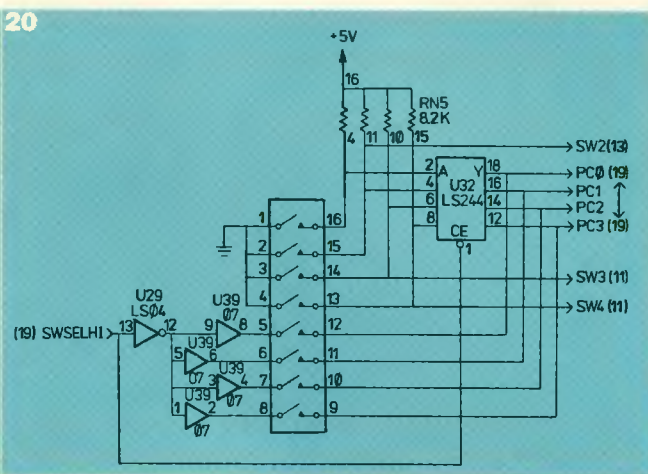 20
+5V
16
RN5
8.2K
4 11 10 15
SW2(13)
2 A Y 18 PC0 (19)
4 U32 16 PC1
6 LS244 14 PC2
8 12 PC3 (19)
CE
1
1 16
2 15
3 14 SW3(11)
4 13 SW4(11)
U29
LS04 U39
07
(19) SWSELHI 13 12 9 8 5 12
U39
5 6 6 11
U7 U39
3 4 7 10
U39 07
1 2 8 9
07